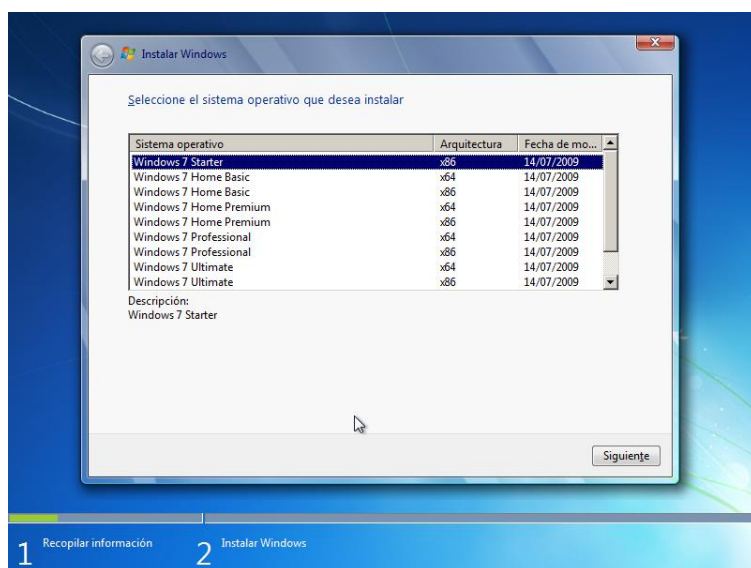 Instalar Windows
Seleccione el sistema operativo que desea instalar
Sistema operativo Arquitectura Fecha de mo...
Windows 7 Starter x86 14/07/2009
Windows 7 Home Basic x64 14/07/2009
Windows 7 Home Basic x86 14/07/2009
Windows 7 Home Premium x64 14/07/2009
Windows 7 Home Premium x86 14/07/2009
Windows 7 Professional x64 14/07/2009
Windows 7 Professional x86 14/07/2009
Windows 7 Ultimate x64 14/07/2009
Windows 7 Ultimate x86 14/07/2009
Descripción:
Windows 7 Starter
Siguiente
1 Recopilar información 2 Instalar Windows